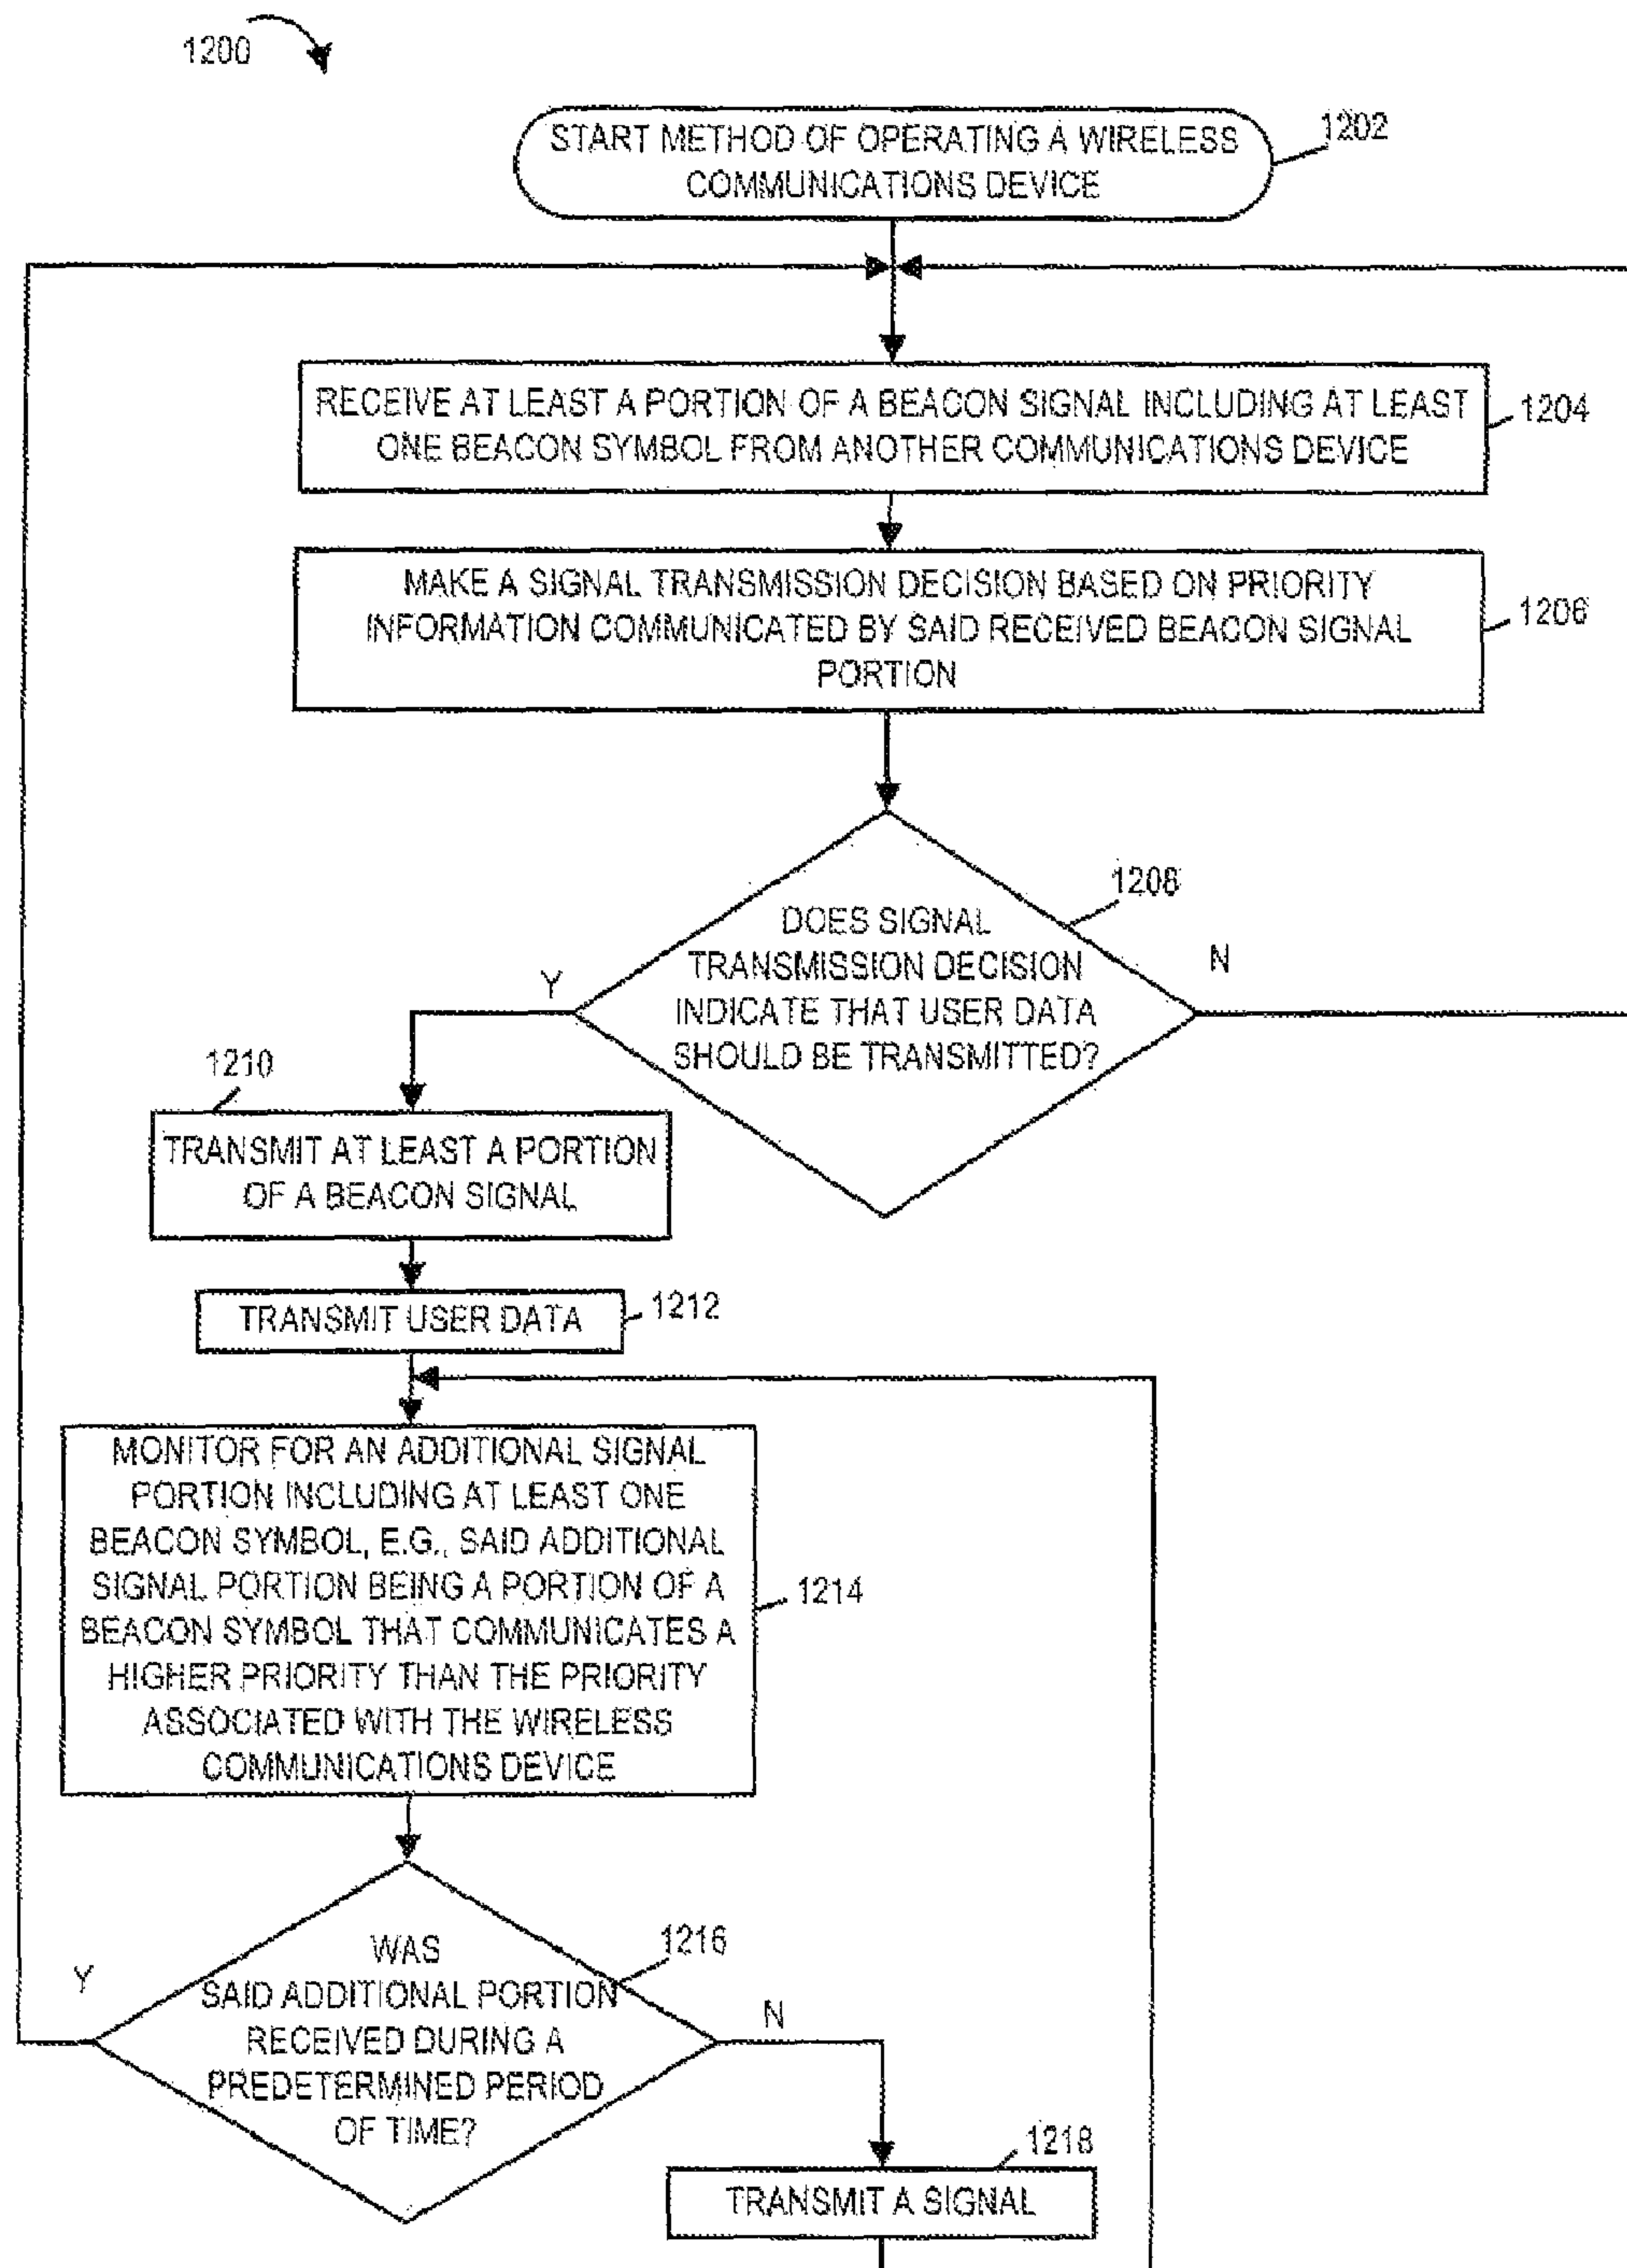 1200
START METHOD OF OPERATING A WIRELESS
COMMUNICATIONS DEVICE
1202
RECEIVE AT LEAST A PORTION OF A BEACON SIGNAL INCLUDING AT LEAST
ONE BEACON SYMBOL FROM ANOTHER COMMUNICATIONS DEVICE
1204
MAKE A SIGNAL TRANSMISSION DECISION BASED ON PRIORITY
INFORMATION COMMUNICATED BY SAID RECEIVED BEACON SIGNAL
PORTION
1206
1208
DOES SIGNAL
TRANSMISSION DECISION
INDICATE THAT USER DATA
SHOULD BE TRANSMITTED?
Y
N
1210
TRANSMIT AT LEAST A PORTION
OF A BEACON SIGNAL
TRANSMIT USER DATA
1212
MONITOR FOR AN ADDITIONAL SIGNAL
PORTION INCLUDING AT LEAST ONE
BEACON SYMBOL, E.G., SAID ADDITIONAL
SIGNAL PORTION BEING A PORTION OF A
BEACON SYMBOL THAT COMMUNICATES A
HIGHER PRIORITY THAN THE PRIORITY
ASSOCIATED WITH THE WIRELESS
COMMUNICATIONS DEVICE
1214
1216
WAS
SAID ADDITIONAL PORTION
RECEIVED DURING A
PREDETERMINED PERIOD
OF TIME?
Y
N
1218
TRANSMIT A SIGNAL